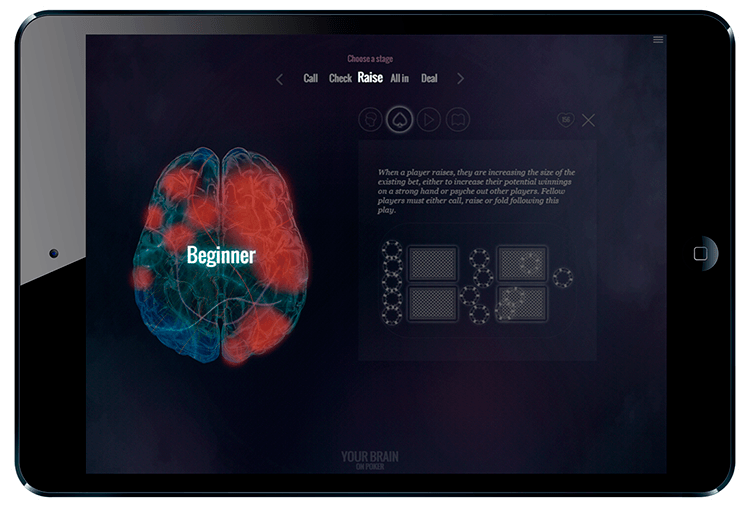 Choose a stage
Call Check Raise All in Deal
When a player raises, they are increasing the size of the
existing bet, either to increase their potential winnings
on a strong hand or psyche out other players. Fellow
players must either call, raise or fold following this
play.
Beginner
YOUR BRAIN
ON POKER